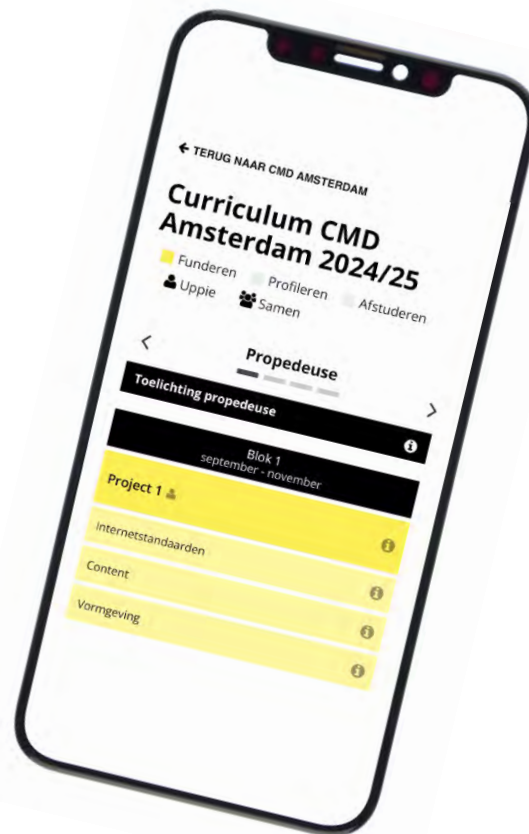 ← TERUG NAAR CMD AMSTERDAM
Curriculum CMD
Amsterdam 2024/25
Funderen Profileren Afstuderen
Uppie Samen
Propedeuse
Toelichting propedeuse
Blok 1
september - november
Project 1
Internetstandaarden
Content
Vormgeving